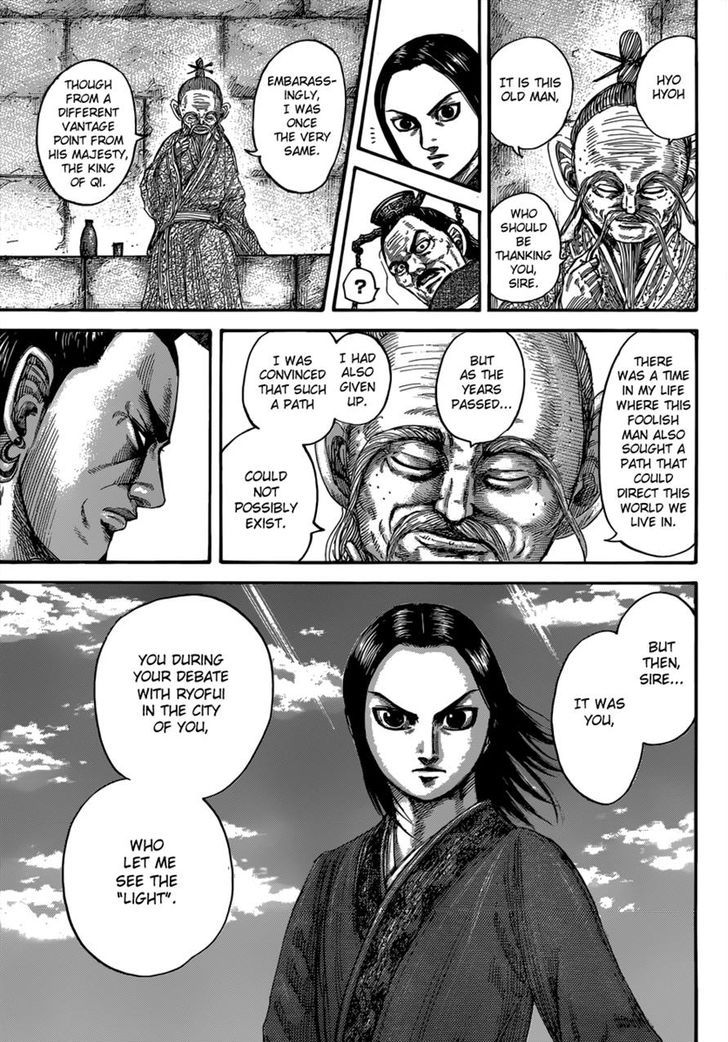 HYO
HYOH
IT IS THIS
OLD MAN,
WHO
SHOULD
BE
THANKING
YOU,
SIRE.
?
EMBARASS-
INGLY,
I WAS
ONCE
THE VERY
SAME.
THOUGH
FROM A
DIFFERENT
VANTAGE
POINT FROM
HIS MAJESTY,
THE KING
OF QI.
THERE
WAS A TIME
IN MY LIFE
WHERE THIS
FOOLISH
MAN ALSO
SOUGHT A
PATH THAT
COULD
DIRECT THIS
WORLD WE
LIVE IN.
BUT
AS THE
YEARS
PASSED...
I HAD
ALSO
GIVEN
UP.
I WAS
CONVINCED
THAT SUCH
A PATH
COULD
NOT
POSSIBLY
EXIST.
BUT
THEN,
SIRE...
IT WAS
YOU,
YOU DURING
YOUR DEBATE
WITH RYOFUI
IN THE CITY
OF YOU,
WHO
LET ME
SEE THE
"LIGHT".